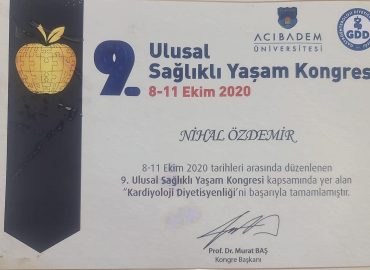 ACIBADEM
ÜNİVERSİTESİ
GDD
9. Ulusal
Sağlıklı Yaşam Kongresi
8-11 Ekim 2020
NİHAL ÖZDEMİR
8-11 Ekim 2020 tarihleri arasında düzenlenen
9. Ulusal Sağlıklı Yaşam Kongresi kapsamında yer alan
"Kardiyoloji Diyetisyenliği'ni başarıyla tamamlamıştır.
Prof. Dr. Murat BAŞ
Kongre Başkanı